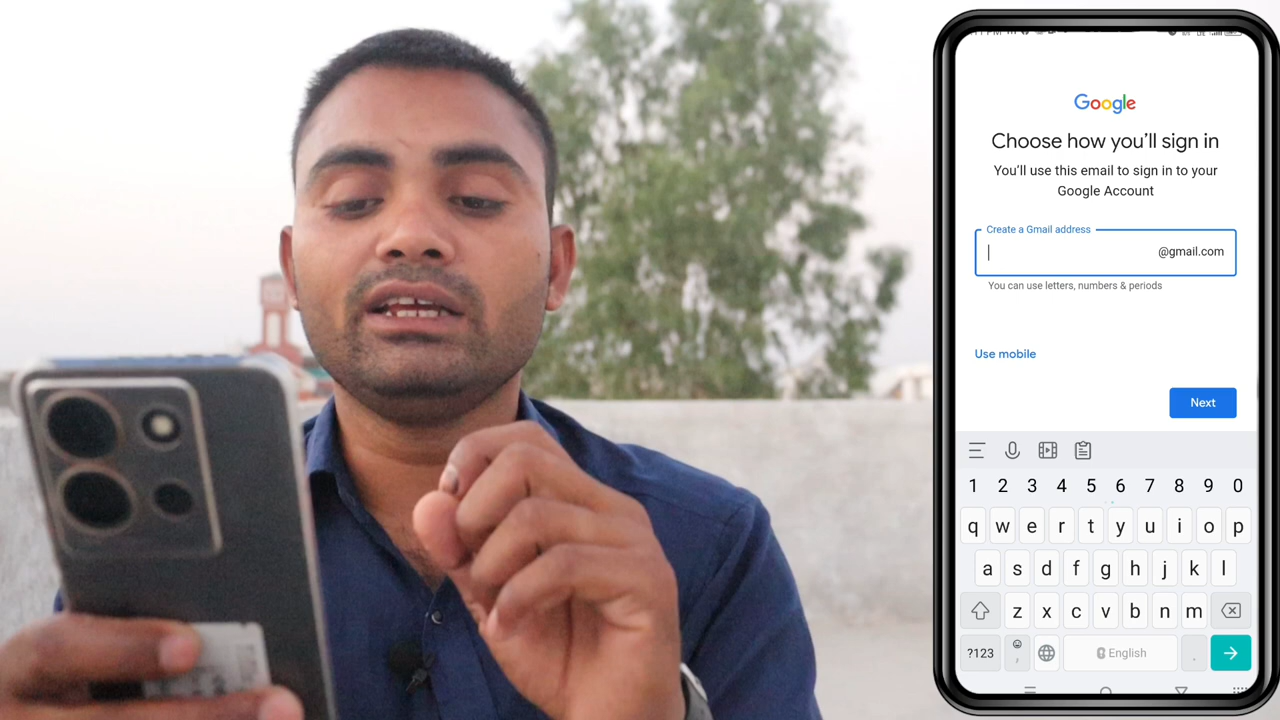 Google
Choose how you'll sign in
You'll use this email to sign in to your
Google Account
Create a Gmail address
@gmail.com
You can use letters, numbers & periods
Use mobile
Next
1 2 3 4 5 6 7 8 9 0
q w e r t y u i o p
a s d f g h j k l
z x c v b n m
?123 , English .